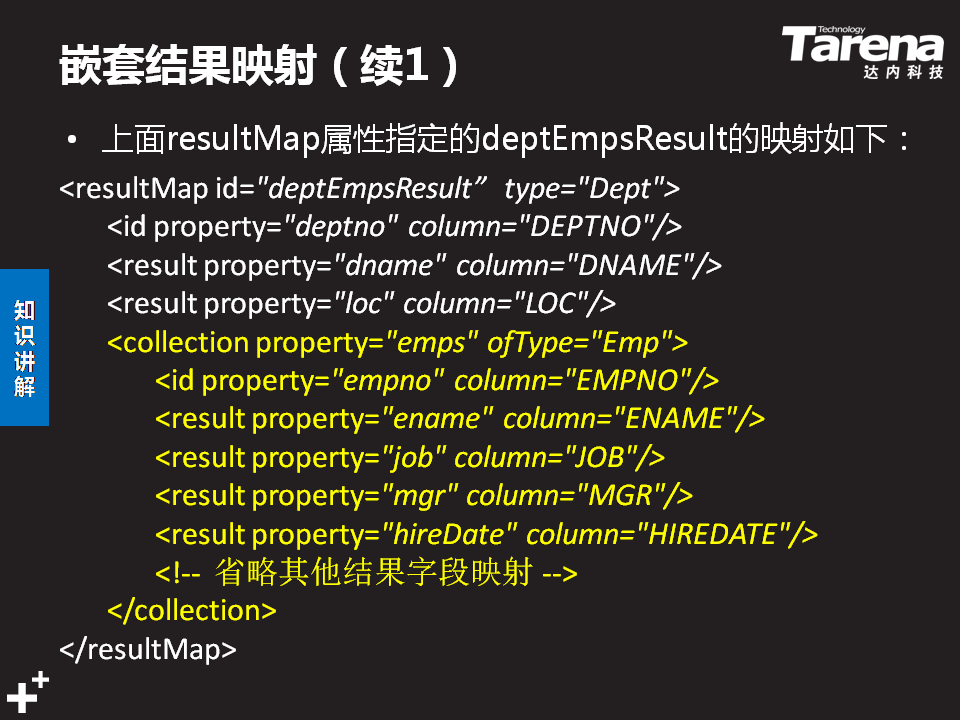 嵌套结果映射（续1）
Technology
Tarena
达内科技
• 上面resultMap属性指定的deptEmpsResult的映射如下：
<resultMap id="deptEmpsResult” type="Dept">
<id property="deptno" column="DEPTNO"/>
<result property="dname" column="DNAME"/>
<result property="loc" column="LOC"/>
<collection property="emps" ofType="Emp">
<id property="empno" column="EMPNO"/>
<result property="ename" column="ENAME"/>
<result property="job" column="JOB"/>
<result property="mgr" column="MGR"/>
<result property="hireDate" column="HIREDATE"/>
<!-- 省略其他结果字段映射 -->
</collection>
</resultMap>
知识讲解